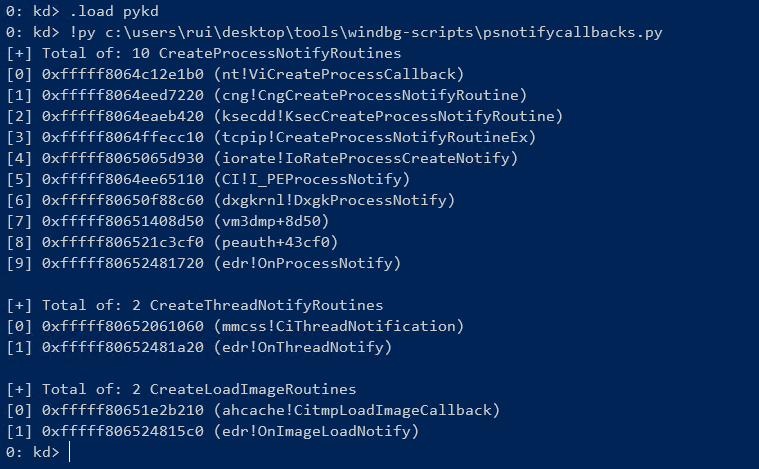 0: kd> .load pykd
0: kd> !py c:\users\rui\desktop\tools\windbg-scripts\psnotifycallbacks.py
[+] Total of: 10 CreateProcessNotifyRoutines
[0] 0xfffff8064c12e1b0 (nt!ViCreateProcessCallback)
[1] 0xfffff8064eed7220 (cng!CngCreateProcessNotifyRoutine)
[2] 0xfffff8064eaeb420 (ksecdd!KsecCreateProcessNotifyRoutine)
[3] 0xfffff8064ffecc10 (tcpip!CreateProcessNotifyRoutineEx)
[4] 0xfffff8065065d930 (iorate!IoRateProcessCreateNotify)
[5] 0xfffff8064ee65110 (CI!I_PEProcessNotify)
[6] 0xfffff80650f88c60 (dxgkrnl!DxgkProcessNotify)
[7] 0xfffff80651408d50 (vm3dmp+8d50)
[8] 0xfffff806521c3cf0 (peauth+43cf0)
[9] 0xfffff80652481720 (edr!OnProcessNotify)
[+] Total of: 2 CreateThreadNotifyRoutines
[0] 0xfffff80652061060 (mmcss!CiThreadNotification)
[1] 0xfffff80652481a20 (edr!OnThreadNotify)
[+] Total of: 2 CreateLoadImageRoutines
[0] 0xfffff80651e2b210 (ahcache!CitmpLoadImageCallback)
[1] 0xfffff806524815c0 (edr!OnImageLoadNotify)
0: kd>